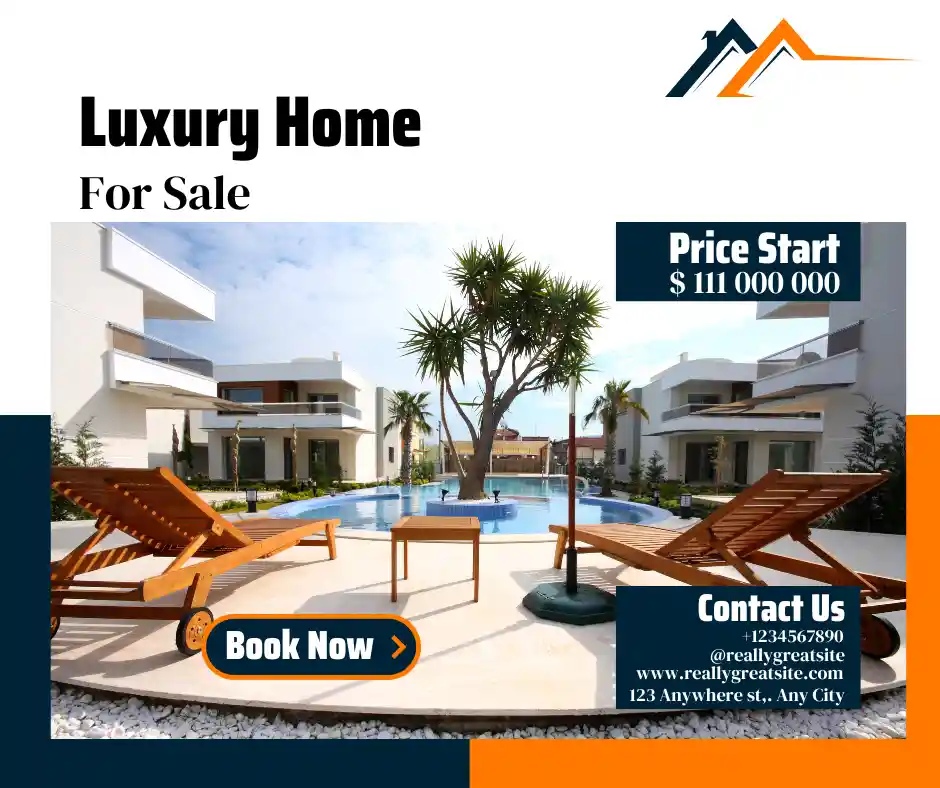 Luxury Home
For Sale
Price Start
$ 111 000 000
Book Now
Contact Us
+1234567890
@reallygreatsite
www.reallygreatsite.com
123 Anywhere st,. Any City